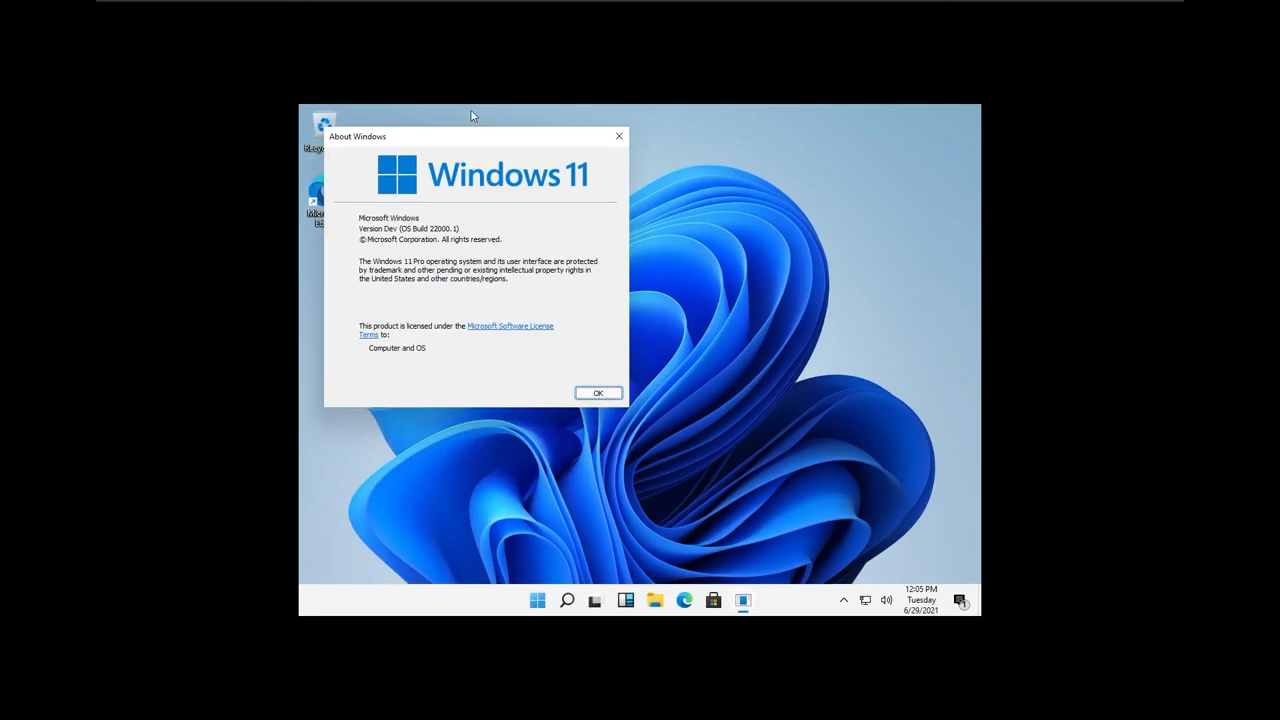 About Windows
Windows 11
Microsoft Windows
Version Dev (OS Build 22000.1)
© Microsoft Corporation. All rights reserved.
The Windows 11 Pro operating system and its user interface are protected
by trademark and other pending or existing intellectual property rights in
the United States and other countries/regions.
This product is licensed under the Microsoft Software License
Terms to:
Computer and OS
OK
12:05 PM
Tuesday
6/29/2021
1